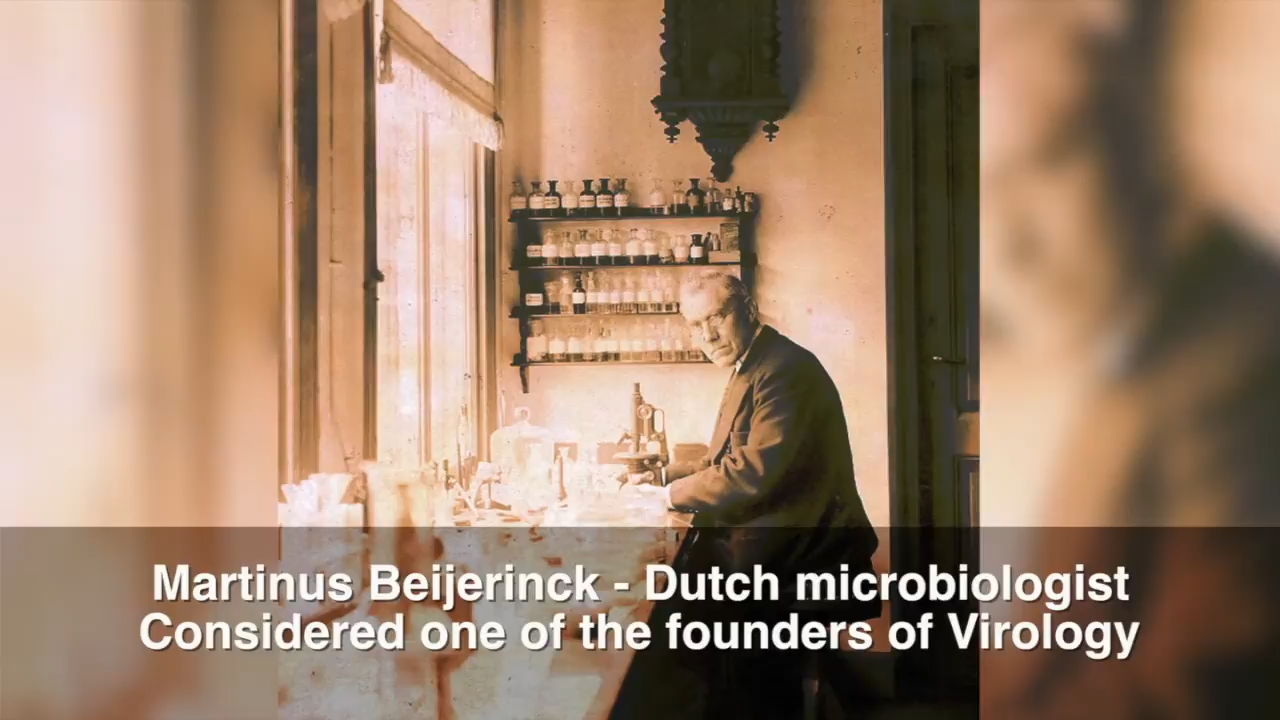 Martinus Beijerinck - Dutch microbiologist
Considered one of the founders of Virology